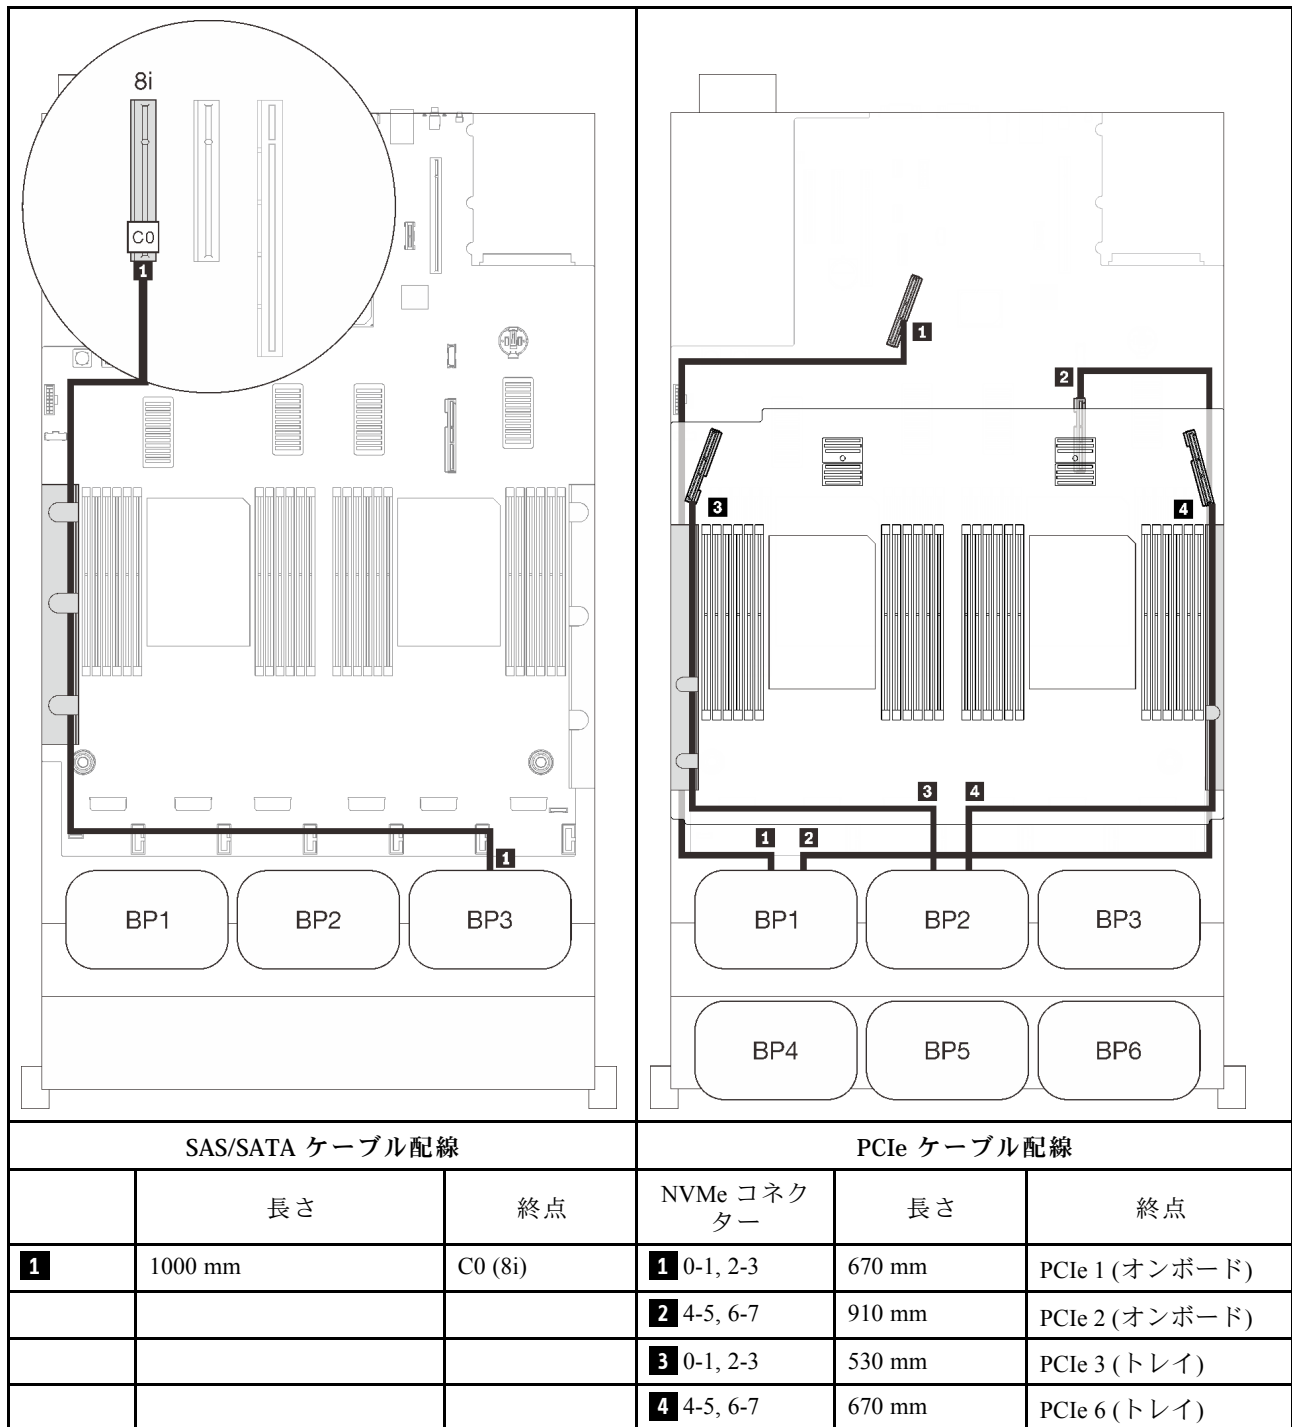 8i
C0
1
1
BP1
BP2
BP3
1
2
3
4
3
4
1
2
BP1
BP2
BP3
BP4
BP5
BP6
SAS/SATA ケーブル配線
PCIe ケーブル配線
長さ
終点
NVMe コネク
ター
長さ
終点
1
1000 mm
C0 (8i)
1 0-1, 2-3
670 mm
PCIe 1 (オンボード)
2 4-5, 6-7
910 mm
PCIe 2 (オンボード)
3 0-1, 2-3
530 mm
PCIe 3 (トレイ)
4 4-5, 6-7
670 mm
PCIe 6 (トレイ)